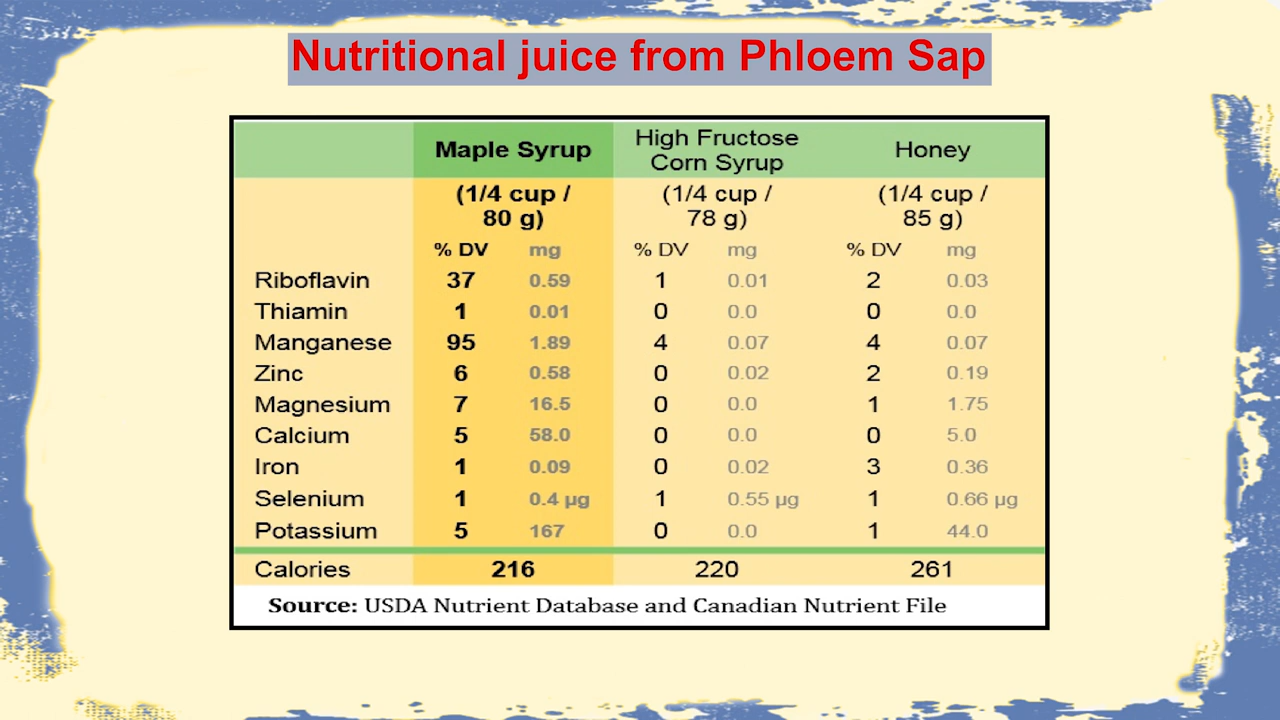 Nutritional juice from Phloem Sap
Maple Syrup High Fructose Corn Syrup Honey
(1/4 cup / 80 g) (1/4 cup / 78 g) (1/4 cup / 85 g)
% DV mg % DV mg % DV mg
Riboflavin 37 0.59 1 0.01 2 0.03
Thiamin 1 0.01 0 0.0 0 0.0
Manganese 95 1.89 4 0.07 4 0.07
Zinc 6 0.58 0 0.02 2 0.19
Magnesium 7 16.5 0 0.0 1 1.75
Calcium 5 58.0 0 0.0 0 5.0
Iron 1 0.09 0 0.02 3 0.36
Selenium 1 0.4 µg 1 0.55 µg 1 0.66 µg
Potassium 5 167 0 0.0 1 44.0
Calories 216 220 261
Source: USDA Nutrient Database and Canadian Nutrient File